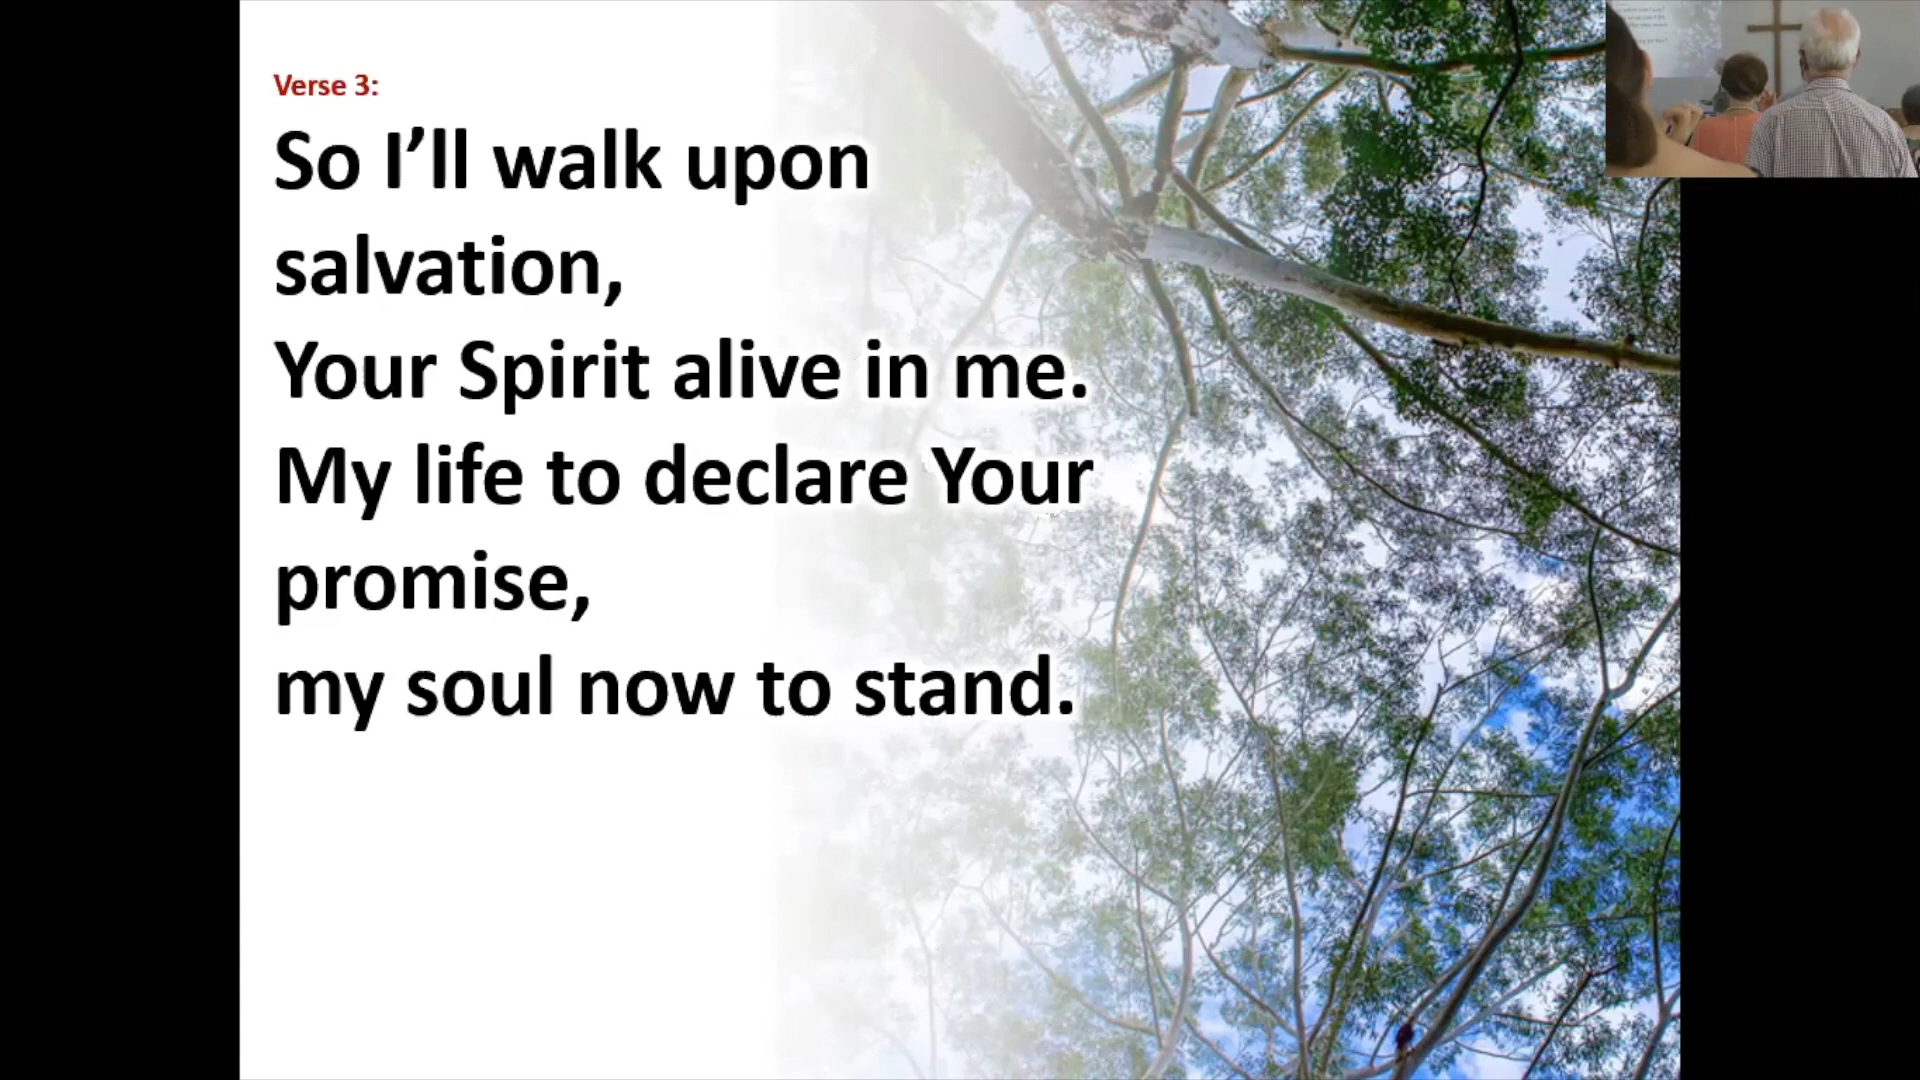 Verse 3:
So I’ll walk upon
salvation,
Your Spirit alive in me.
My life to declare Your
promise,
my soul now to stand.